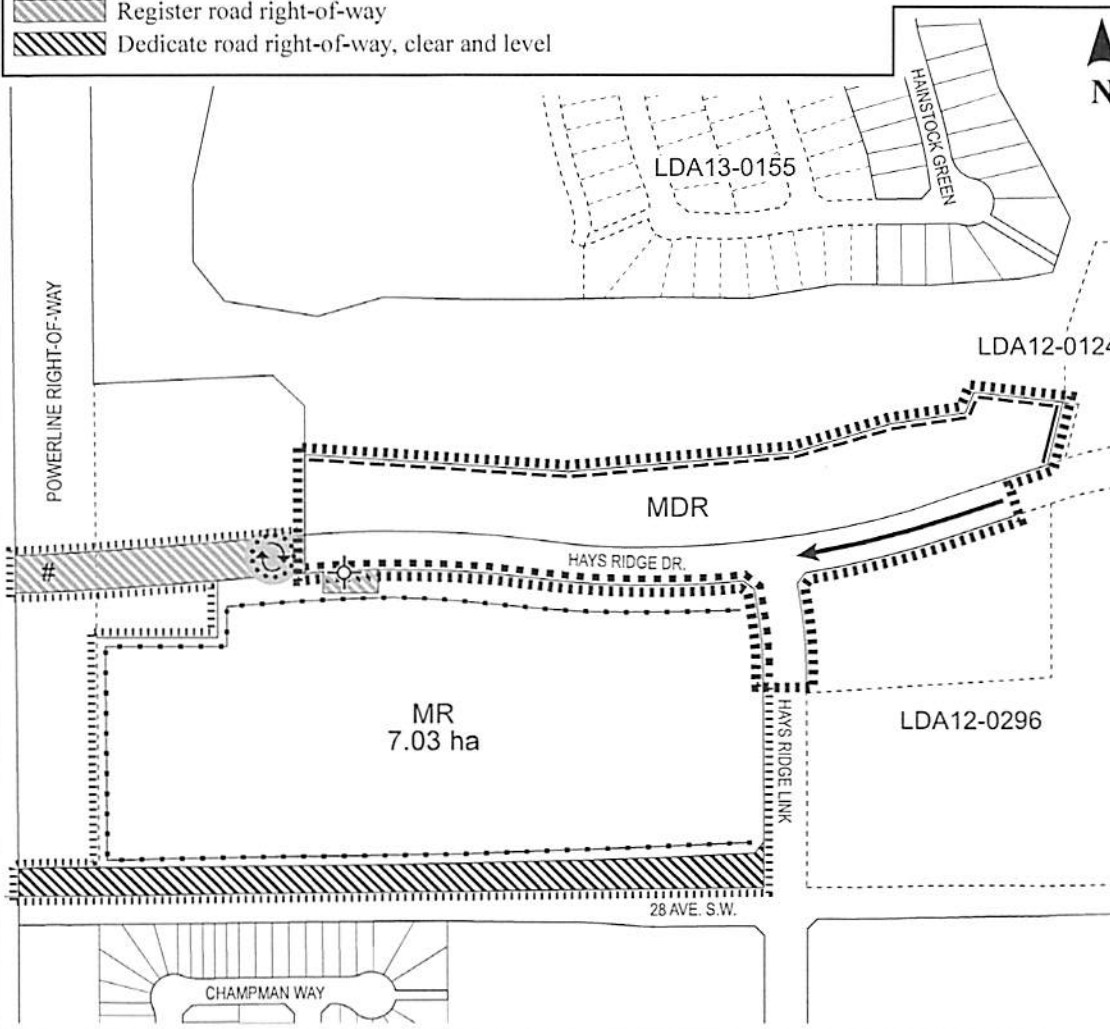 Register road right-of-way
Dedicate road right-of-way, clear and level
N
HAINSTOCK GREEN
LDA13-0155
POWERLINE RIGHT-OF-WAY
LDA12-0124
MDR
HAYS RIDGE DR.
#
MR
7.03 ha
HAYS RIDGE LINK
LDA12-0296
28 AVE. S.W.
CHAMPMAN WAY